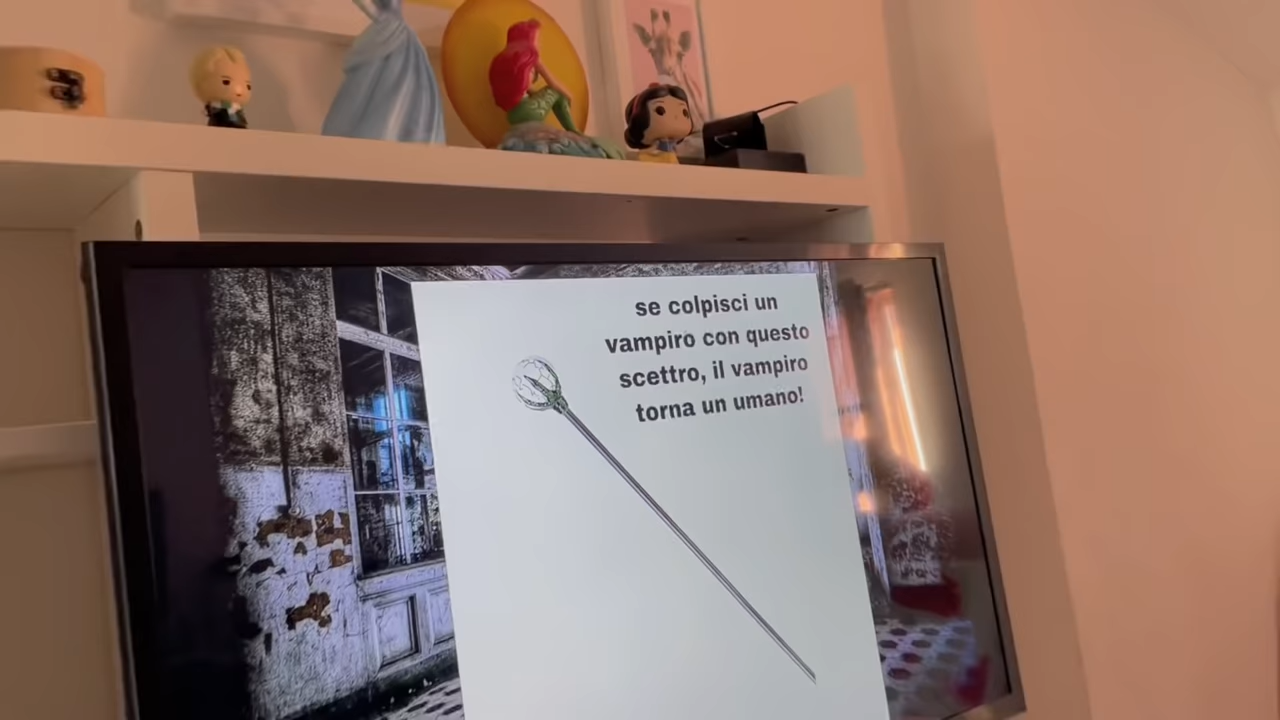 se colpisci un
vampiro con questo
scettro, il vampiro
torna un umano!